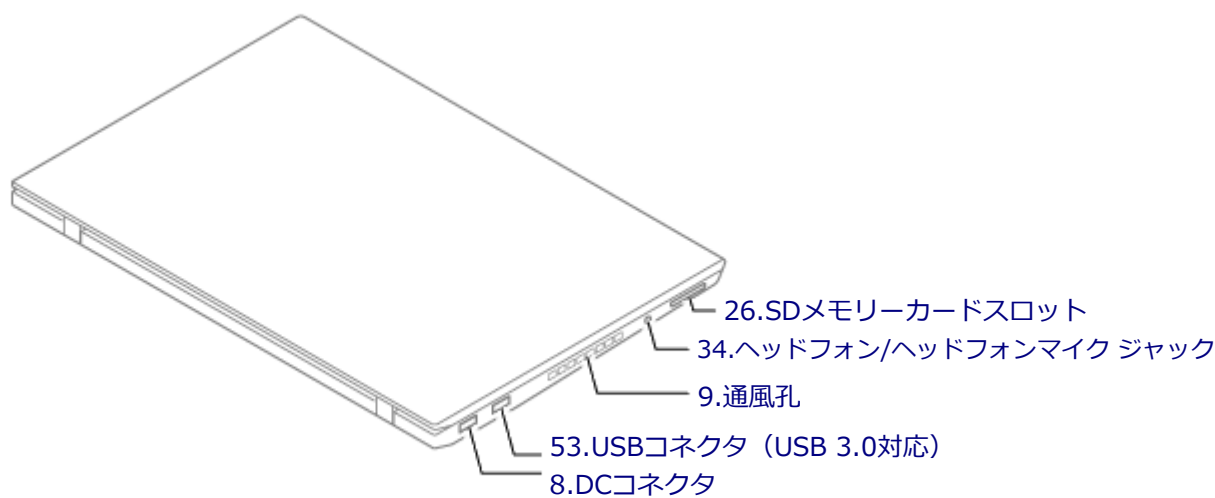 26.SDメモリーカードスロット
34.ヘッドフォン/ヘッドフォンマイク ジャック
9.通風孔
53.USBコネクタ（USB 3.0対応）
8.DCコネクタ